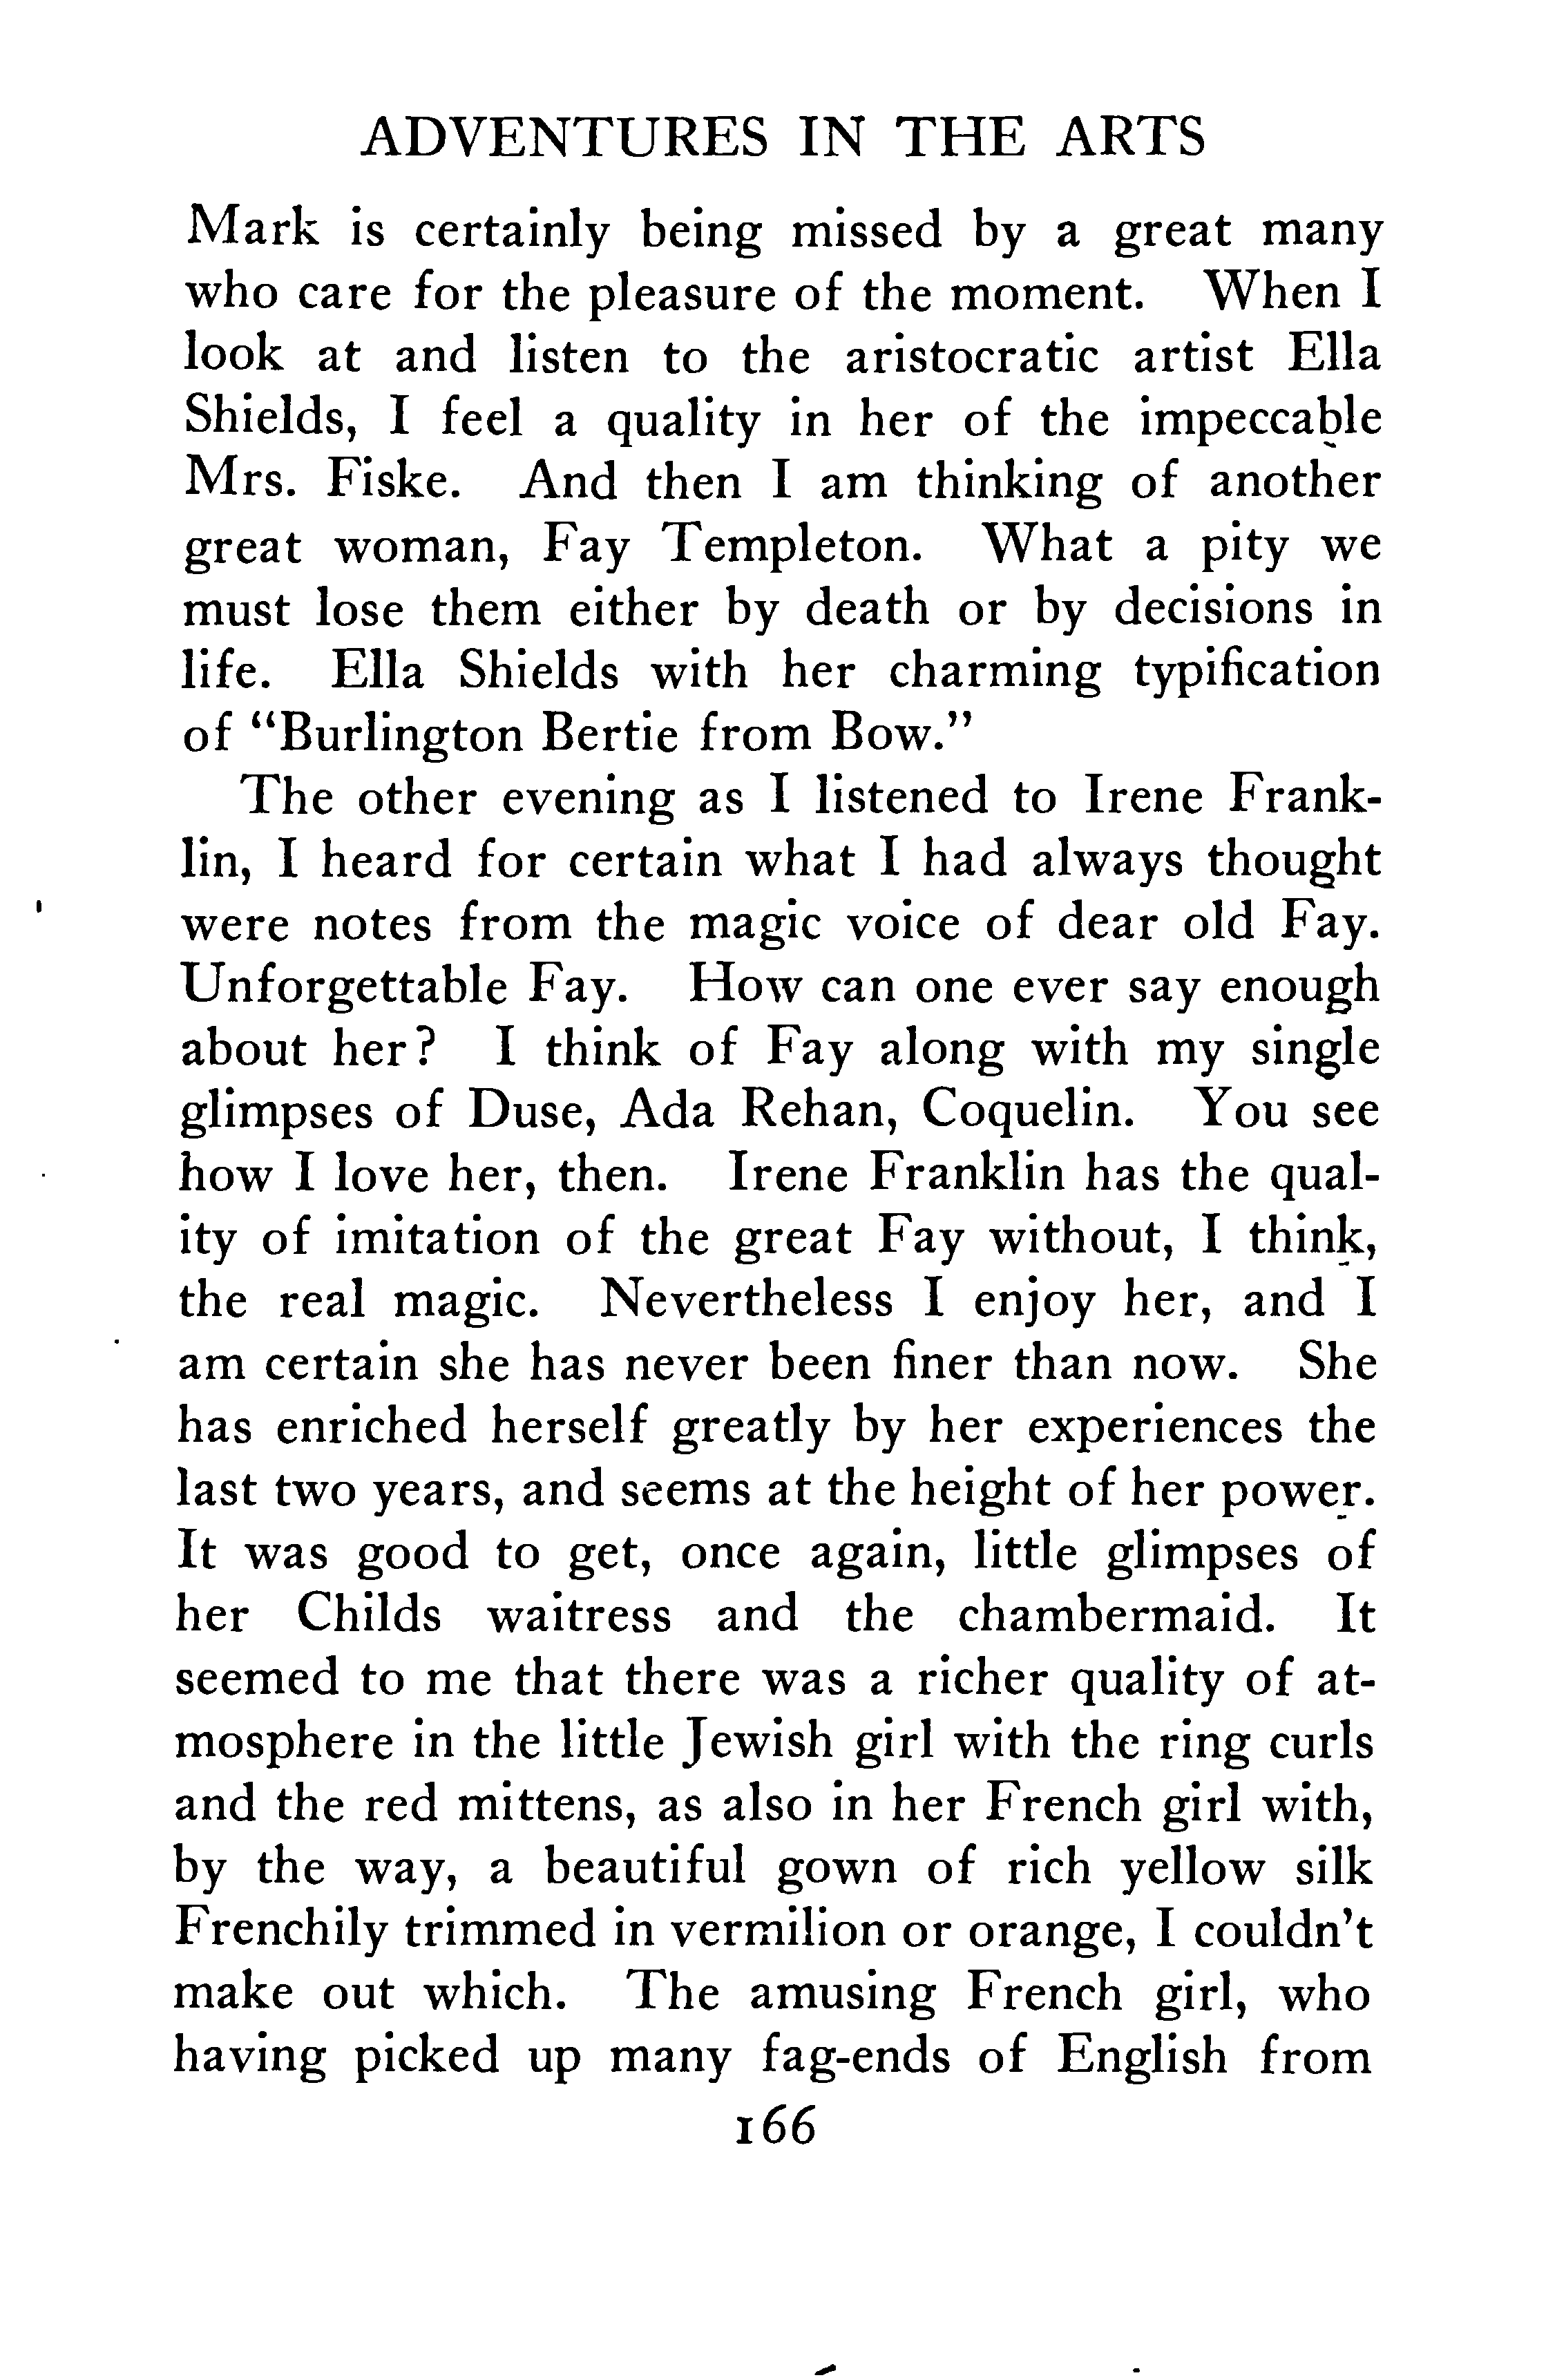 ADVENTURES IN THE ARTS
Mark is certainly being missed by a great many
who care for the pleasure of the moment. When I
look at and listen to the aristocratic artist Ella
Shields, I feel a quality in her of the impeccable
Mrs. Fiske. And then I am thinking of another
great woman, Fay Templeton. What a pity we
must lose them either by death or by decisions in
life. Ella Shields with her charming typification
of "Burlington Bertie from Bow."
The other evening as I listened to Irene Frank-
lin, I heard for certain what I had always thought
were notes from the magic voice of dear old Fay.
Unforgettable Fay. How can one ever say enough
about her? I think of Fay along with my single
glimpses of Duse, Ada Rehan, Coquelin. You see
how I love her, then. Irene Franklin has the qual-
ity of imitation of the great Fay without, I think,
the real magic. Nevertheless I enjoy her, and I
am certain she has never been finer than now. She
has enriched herself greatly by her experiences the
last two years, and seems at the height of her power.
It was good to get, once again, little glimpses of
her Childs waitress and the chambermaid. It
seemed to me that there was a richer quality of at-
mosphere in the little Jewish girl with the ring curls
and the red mittens, as also in her French girl with,
by the way, a beautiful gown of rich yellow silk
Frenchily trimmed in vermilion or orange, I couldn't
make out which. The amusing French girl, who
having picked up many fag-ends of English from
166